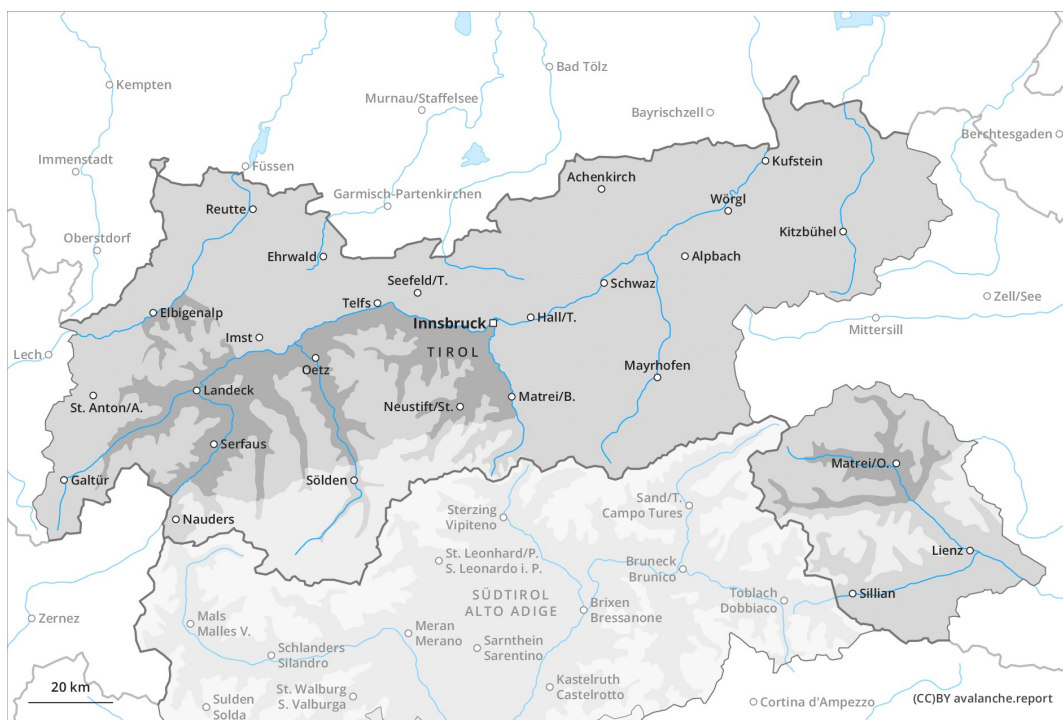 Kempten
Bad Tölz
Murnau/Staffelsee
Bayrischzell
Berchtesgaden
Immenstadt
Füssen
Kufstein
Achenkirch
Garmisch-Partenkirchen
Reutte
Wörgl
Kitzbühel
Oberstdorf
Ehrwald
Alpbach
Seefeld/T.
Schwaz
Zell/See
Telfs
Elbigenalp
Innsbruck
Hall/T.
Mittersill
Imst
TIROL
Lech
Oetz
Mayrhofen
Landeck
St. Anton/A.
Neustift/St.
Matrei/B.
Serfaus
Matrei/O.
Galtür
Sölden
Sand/T.
Campo Tures
Nauders
Sterzing
Vipiteno
St. Leonhard/P.
S. Leonardo i. P.
Bruneck
Brunico
Lienz
SÜDTIROL
ALTO ADIGE
Toblach
Dobbiaco
Sillian
Brixen
Bressanone
Zernez
Mals
Malles V.
Meran
Merano
Sarnthein
Sarentino
Schlanders
Silandro
20 km
St. Walburg
S. Valburga
Kastelruth
Castelrotto
Sulden
Solda
Cortina d'Ampezzo
(CC)BY avalanche.report